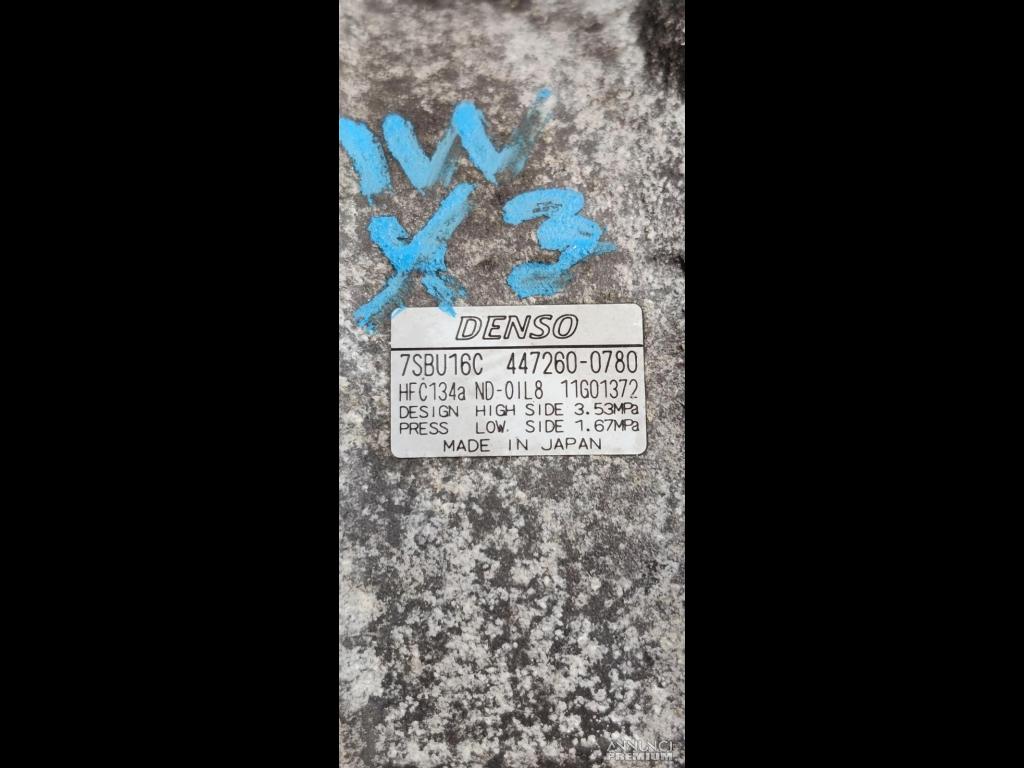 X3
DENSO
7SBU16C 447260-0780
HFC134a ND-OIL8 11G01372
DESIGN HIGH SIDE 3.53MPa
PRESS LOW. SIDE 1.67MPa
MADE IN JAPAN
ANNUNCI
PREMIUM